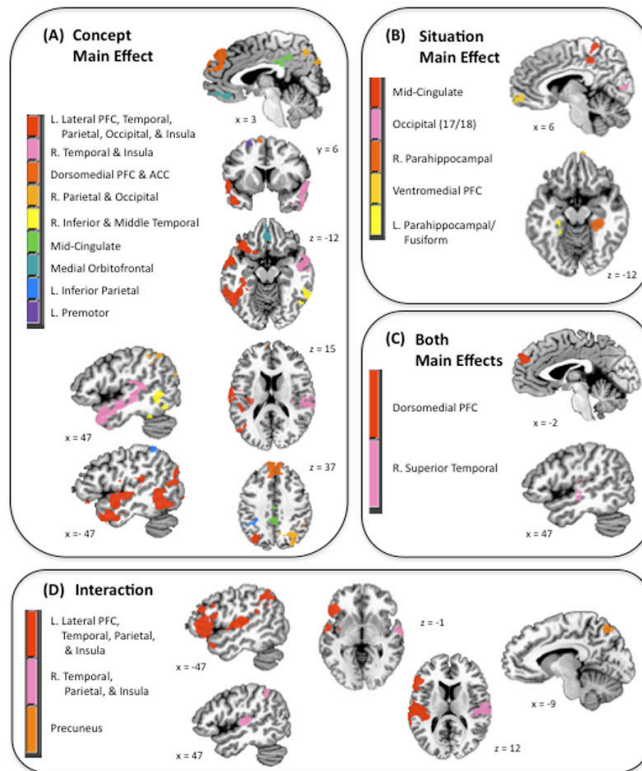 (A) Concept
Main Effect
L. Lateral PFC, Temporal,
Parietal, Occipital, & Insula
R. Temporal & Insula
Dorsomedial PFC & ACC
R. Parietal & Occipital
R. Inferior & Middle Temporal
Mid-Cingulate
Medial Orbitofrontal
L. Inferior Parietal
L. Premotor
x = 3
y = 6
z = -12
z = 15
x = 47
z = 37
x = - 47
(B) Situation
Main Effect
Mid-Cingulate
Occipital (17/18)
R. Parahippocampal
Ventromedial PFC
L. Parahippocampal/
Fusiform
x = 6
z = -12
(C) Both
Main Effects
Dorsomedial PFC
R. Superior Temporal
x = -2
x = 47
(D) Interaction
L. Lateral PFC,
Temporal, Parietal,
& Insula
R. Temporal,
Parietal, & Insula
Precuneus
x = -47
x = 47
z = -1
z = 12
x = -9